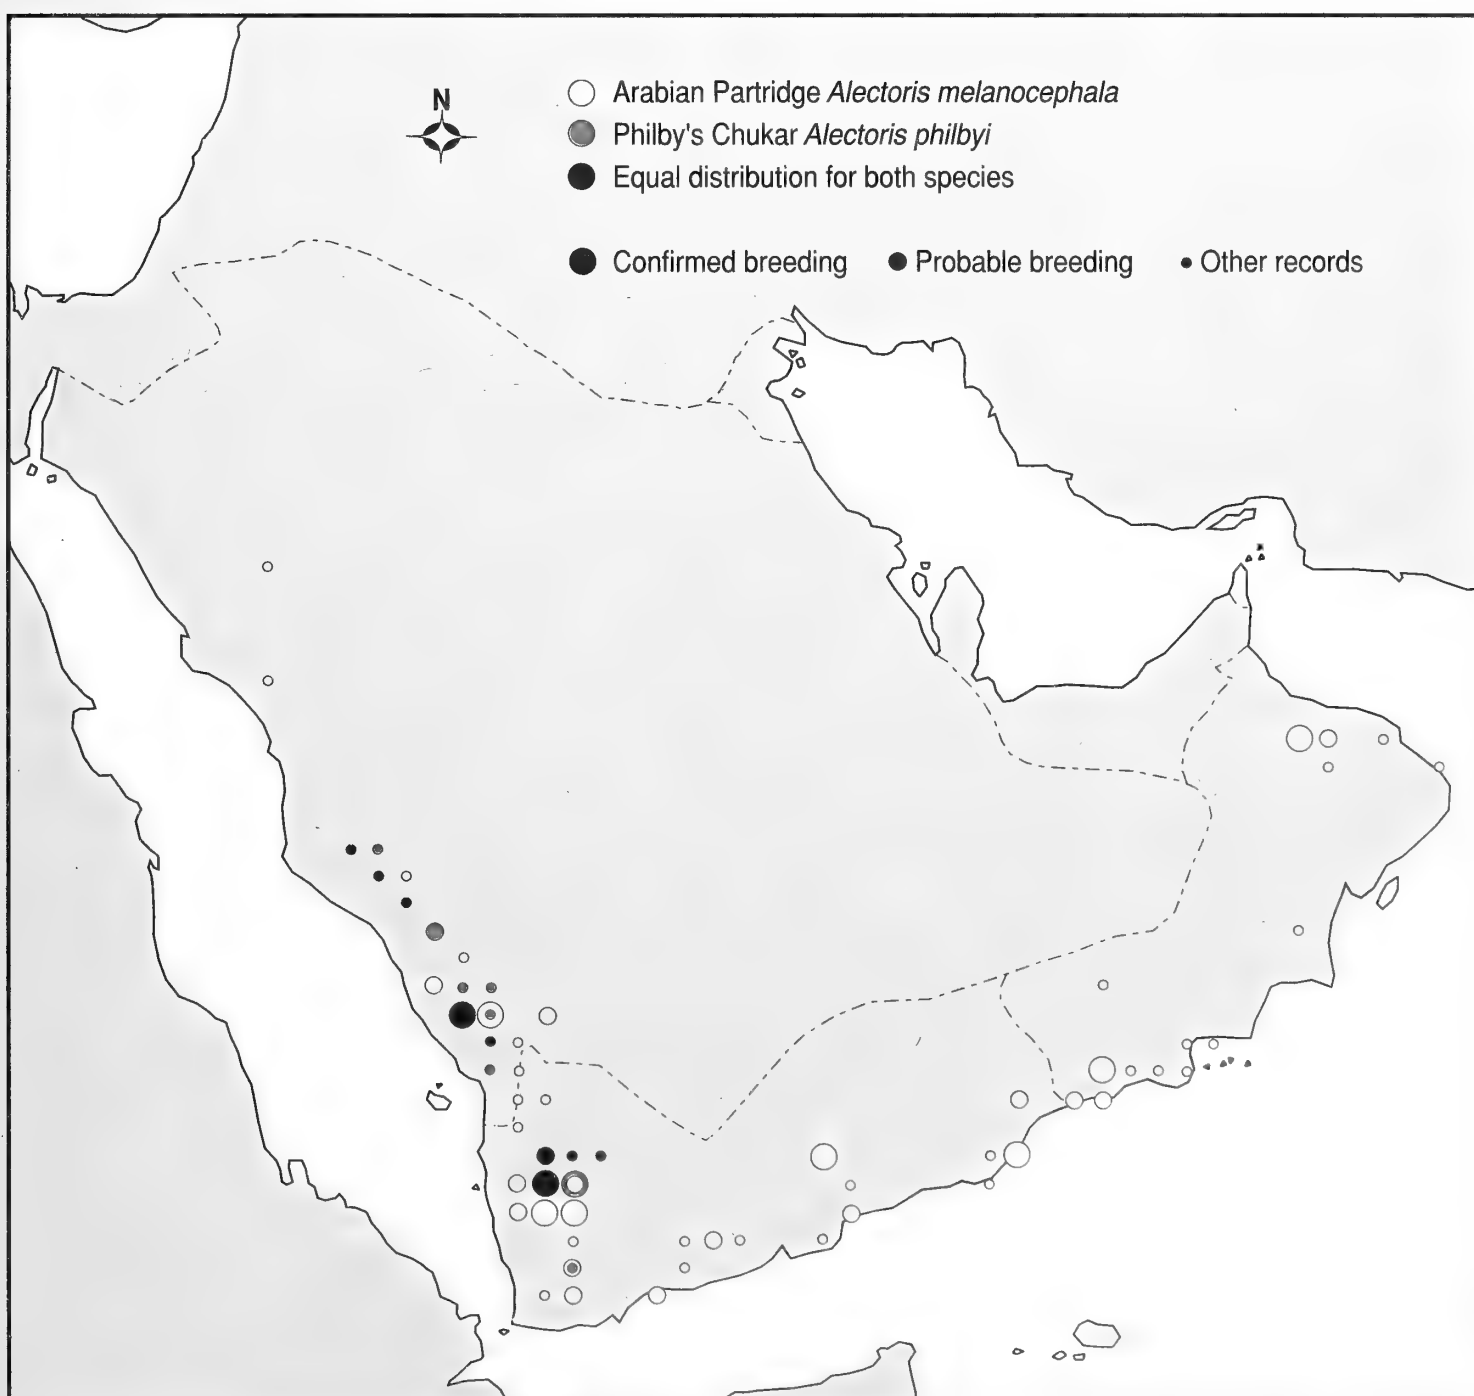 N
Arabian Partridge Alectoris melanocephala
Philby's Chukar Alectoris philbyi
Equal distribution for both species
Confirmed breeding
Probable breeding
Other records